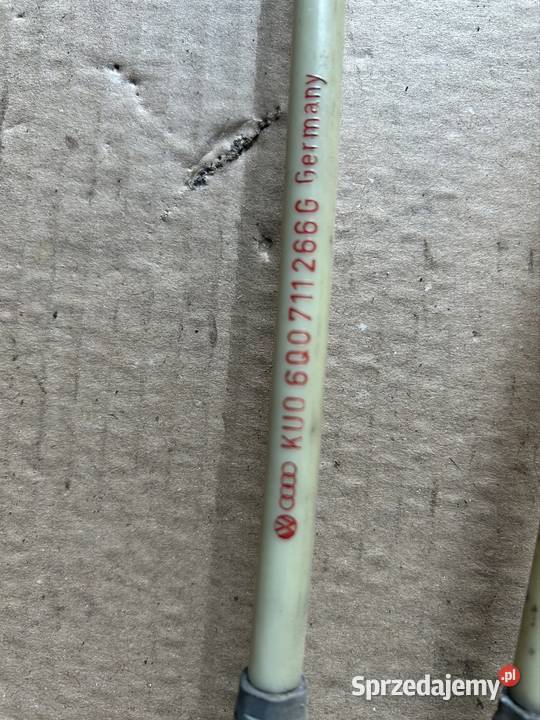 KUO 6Q0 711 266 G Germany
Sprzedajemy.pl